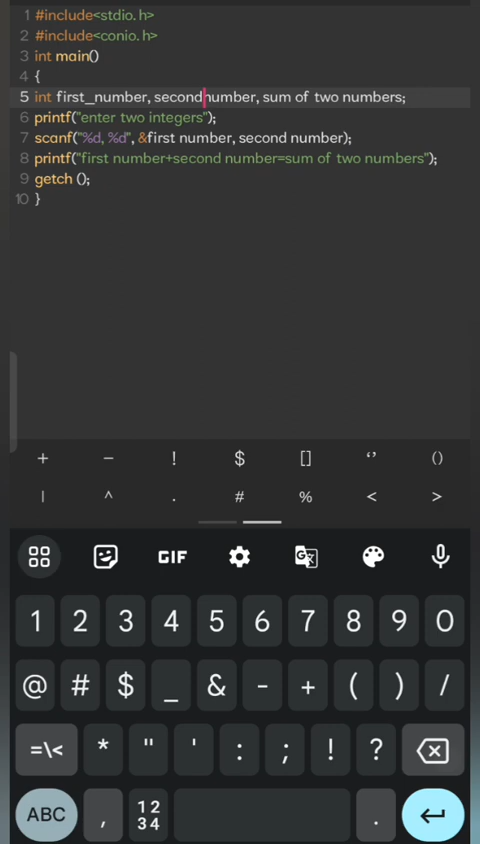 1 #include<stdio. h>
2 #include<conio. h>
3 int main()
4 {
5 int first_number, secondnumber, sum of two numbers;
6 printf("enter two integers");
7 scanf("%d, %d", &first number, second number);
8 printf("first number+second number=sum of two numbers");
9 getch ();
10 }
+ − ! $ [] ‘’ ()
| ^ . # % < >
GIF
1 2 3 4 5 6 7 8 9 0
@ # $ _ & - + ( ) /
=\< * " ' : ; ! ?
ABC , 12 34 .